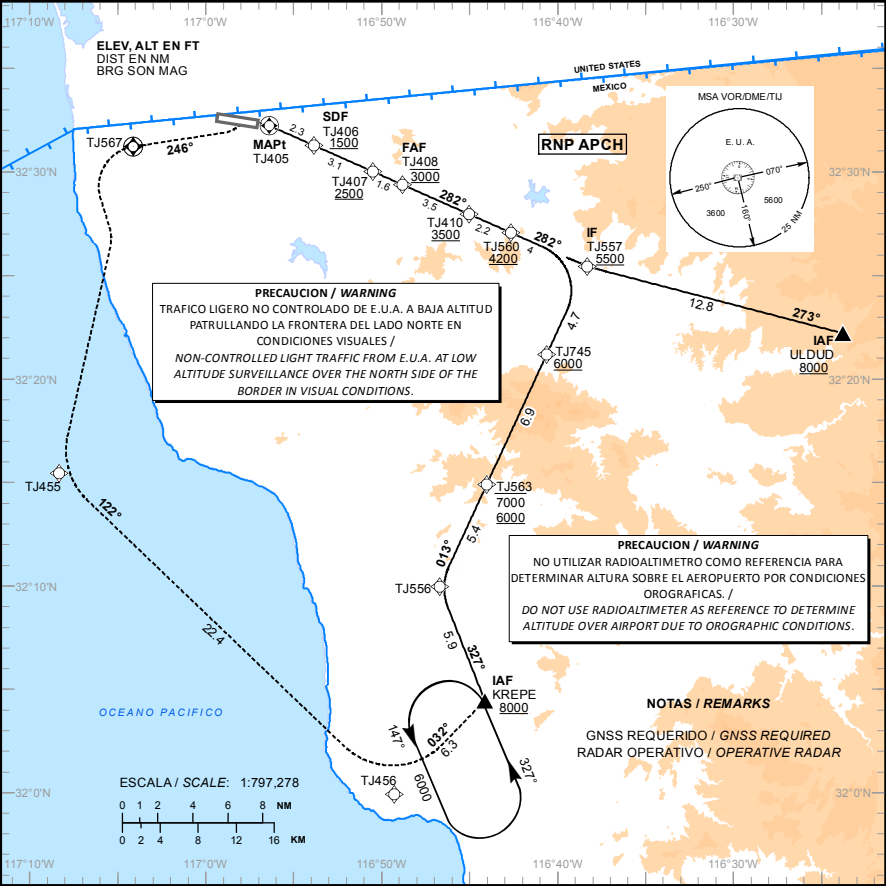 117°10'W
117°0'W
116°50'W
116°40'W
116°30'W
ELEV, ALT EN FT
DIST EN NM
BRG SON MAG
UNITED STATES
MEXICO
MSA VOR/DME/TIJ
E. U. A.
070°
250°
160°
3600
5600
25 NM
RNP APCH
TJ567
246°
MAPt
TJ405
2.3
SDF
TJ406
1500
3.7
TJ407
2500
1.6
FAF
TJ408
3000
3.5
282°
TJ410
3500
2.2
TJ560
4200
4
282°
IF
TJ557
5500
12.8
273°
IAF
ULDUD
8000
32°30'N
32°30'N
PRECAUCION / WARNING
TRAFICO LIGERO NO CONTROLADO DE E.U.A. A BAJA ALTITUD
PATRULLANDO LA FRONTERA DEL LADO NORTE EN
CONDICIONES VISUALES /
NON-CONTROLLED LIGHT TRAFFIC FROM E.U.A. AT LOW
ALTITUDE SURVEILLANCE OVER THE NORTH SIDE OF THE
BORDER IN VISUAL CONDITIONS.
4.7
TJ745
6000
32°20'N
32°20'N
6.9
TJ563
7000
6000
TJ455
122°
5.4
013°
PRECAUCION / WARNING
NO UTILIZAR RADIOALTIMETRO COMO REFERENCIA PARA
DETERMINAR ALTURA SOBRE EL AEROPUERTO POR CONDICIONES
OROGRAFICAS. /
DO NOT USE RADIOALTIMETER AS REFERENCE TO DETERMINE
ALTITUDE OVER AIRPORT DUE TO OROGRAPHIC CONDITIONS.
32°10'N
32°10'N
TJ556
22.4
5.9
327°
IAF
KREPE
8000
147°
032°
6.3
6000
327°
OCEANO PACIFICO
NOTAS / REMARKS
GNSS REQUERIDO / GNSS REQUIRED
RADAR OPERATIVO / OPERATIVE RADAR
TJ456
ESCALA / SCALE: 1:797,278
0 1 2 4 6 8 NM
0 2 4 8 12 16 KM
32°0'N
32°0'N
117°10'W
117°0'W
116°50'W
116°40'W
116°30'W